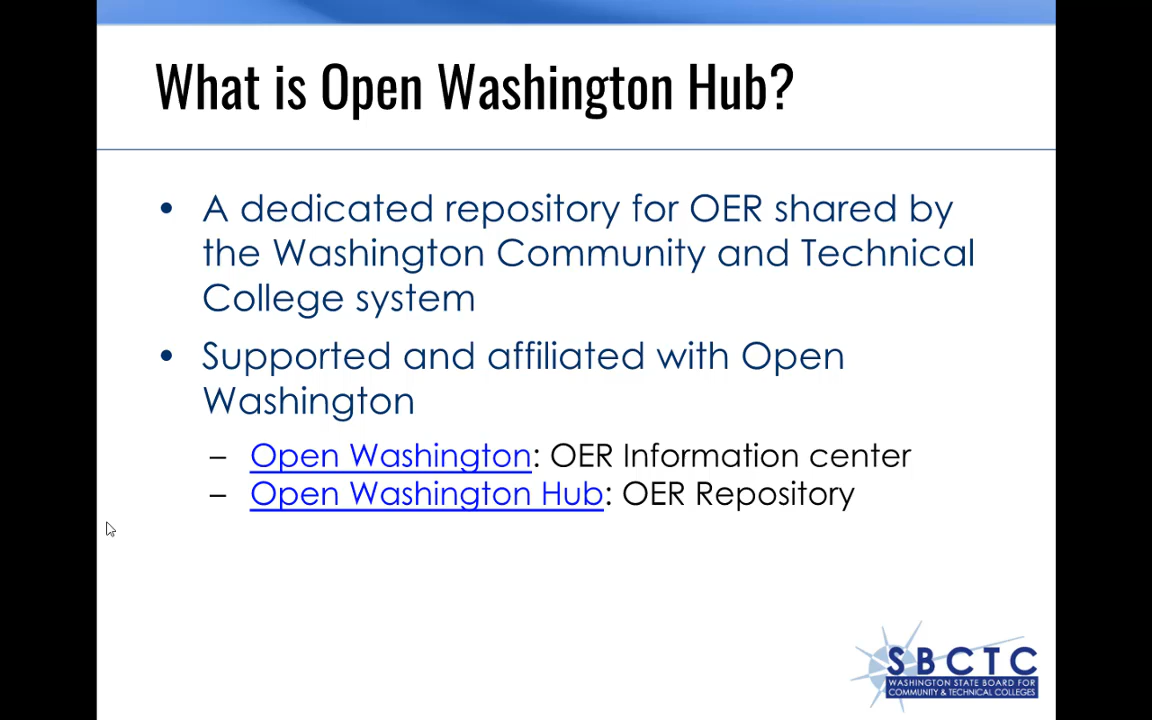 What is Open Washington Hub?
• A dedicated repository for OER shared by
the Washington Community and Technical
College system
• Supported and affiliated with Open
Washington
– Open Washington: OER Information center
– Open Washington Hub: OER Repository
SBCTC
WASHINGTON STATE BOARD FOR
COMMUNITY & TECHNICAL COLLEGES